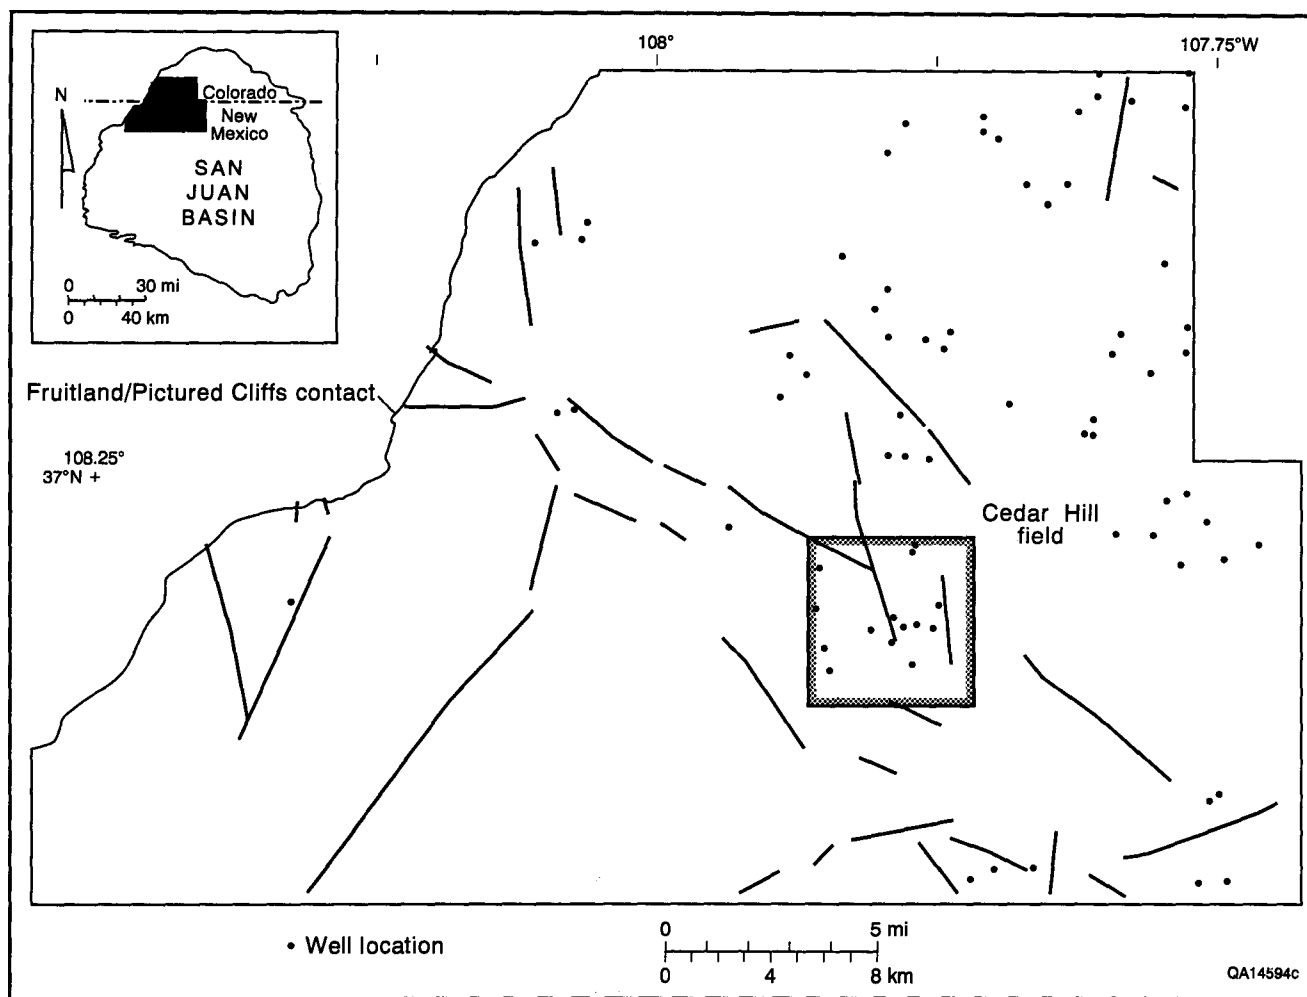 108°
107.75°W
N
Colorado
New
Mexico
SAN
JUAN
BASIN
0 30 mi
0 40 km
Fruitland/Pictured Cliffs contact
108.25°
37°N +
Cedar Hill
field
• Well location
0 5 mi
0 4 8 km
QA14594c